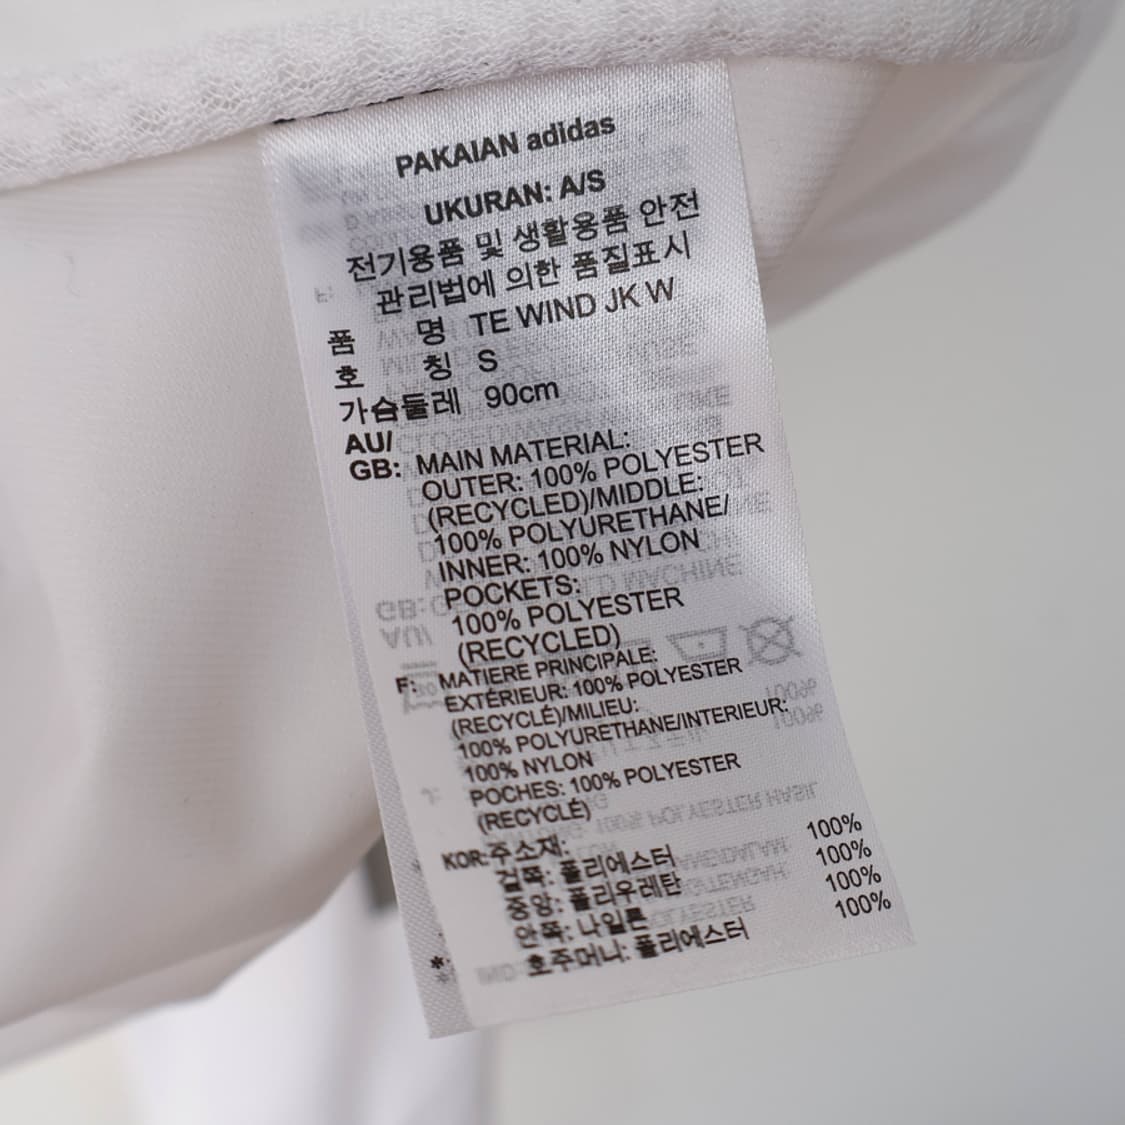 PAKAIAN adidas
UKURAN: A/S
전기용품 및 생활용품 안전
관리법에 의한 품질표시
품 명 TE WIND JK W
호 칭 S
가슴둘레 90cm
AU/
GB: MAIN MATERIAL:
OUTER: 100% POLYESTER
(RECYCLED)/MIDDLE:
100% POLYURETHANE/
INNER: 100% NYLON
POCKETS:
100% POLYESTER
(RECYCLED)
F: MATIERE PRINCIPALE:
EXTÉRIEUR: 100% POLYESTER
(RECYCLÉ)/MILIEU:
100% POLYURETHANE/INTERIEUR:
100% NYLON
POCHES: 100% POLYESTER
(RECYCLÉ)
KOR: 주소재:
겉쪽: 폴리에스터 100%
중앙: 폴리우레탄 100%
안쪽: 나일론 100%
호주머니: 폴리에스터 100%